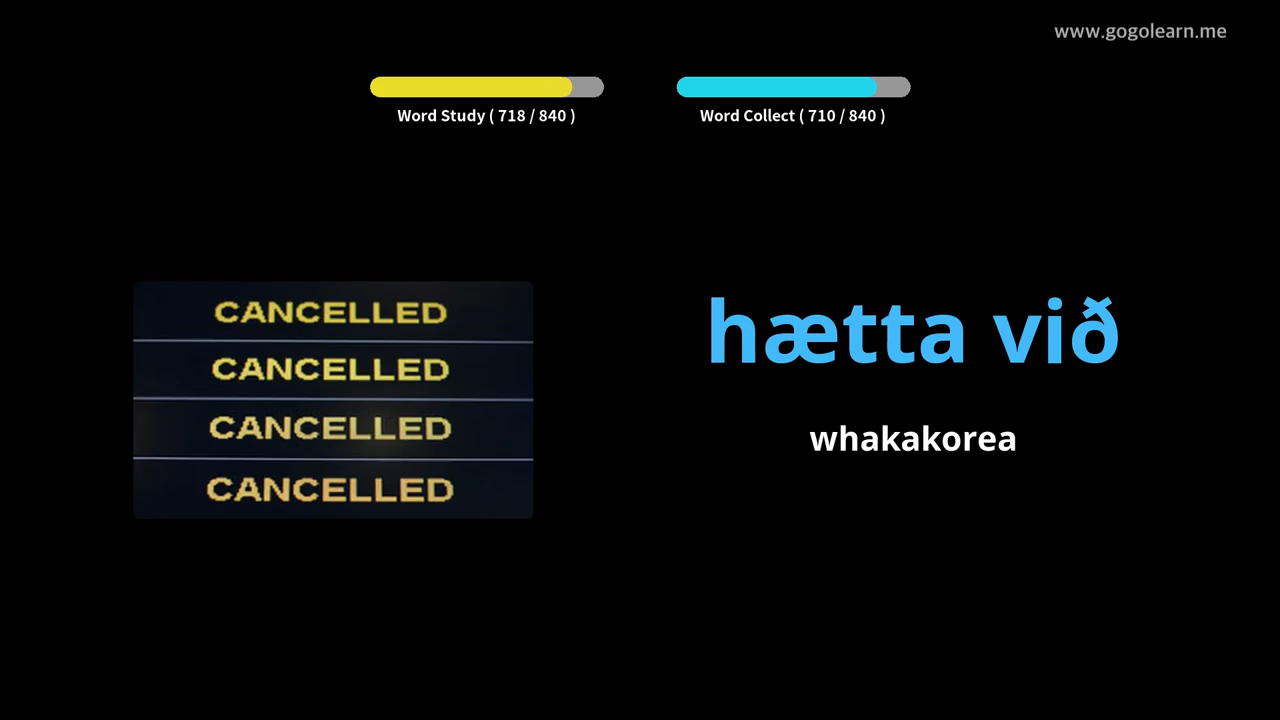 www.gogolearn.me
Word Study ( 718 / 840 )
Word Collect ( 710 / 840 )
CANCELLED
CANCELLED
CANCELLED
CANCELLED
hætta við
whakakorea